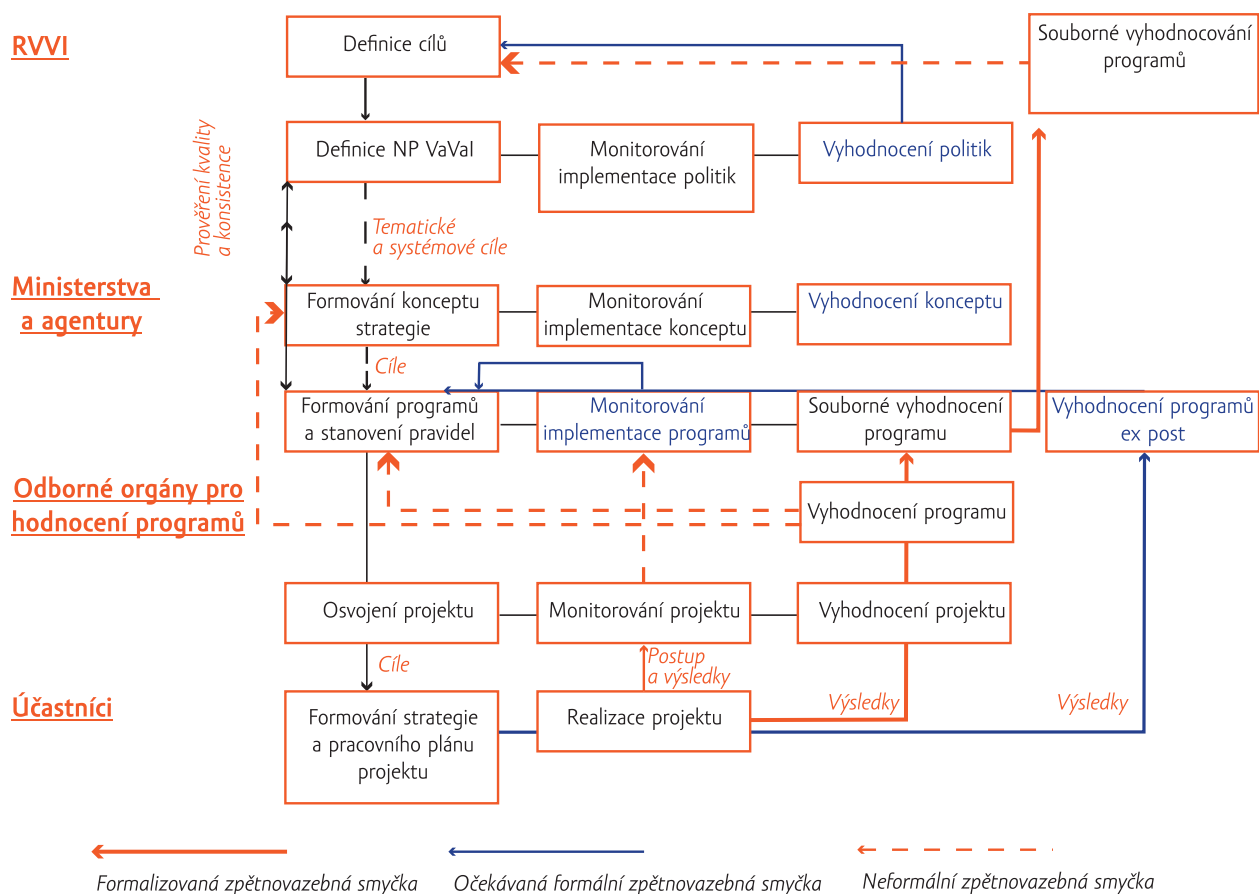 RVVI
Definice cílů
Souborné vyhodnocování
programů
Prověření kvality
a konsistence
Definice NP VaVaI
Monitorování
implementace politik
Vyhodnocení politik
Tematické
a systémové cíle
Ministerstva
a agentury
Formování konceptu
strategie
Monitorování
implementace konceptu
Vyhodnocení konceptu
Cíle
Formování programů
a stanovení pravidel
Monitorování
implementace programů
Souborné vyhodnocení
programu
Vyhodnocení programů
ex post
Odborné orgány pro
hodnocení programů
Vyhodnocení programu
Osvojení projektu
Monitorování projektu
Vyhodnocení projektu
Cíle
Postup
a výsledky
Účastníci
Formování strategie
a pracovního plánu
projektu
Realizace projektu
Výsledky
Výsledky
Formalizovaná zpětnovazebná smyčka
Očekávaná formální zpětnovazebná smyčka
Neformální zpětnovazebná smyčka